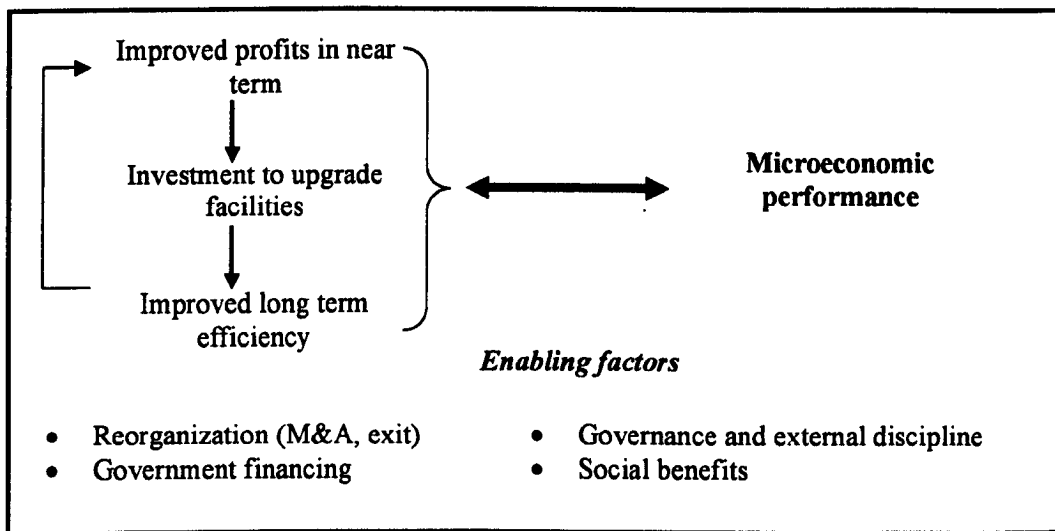 Improved profits in near
term
Investment to upgrade
facilities
Improved long term
efficiency
Microeconomic
performance
Enabling factors
• Reorganization (M&A, exit)
• Government financing
• Governance and external discipline
• Social benefits